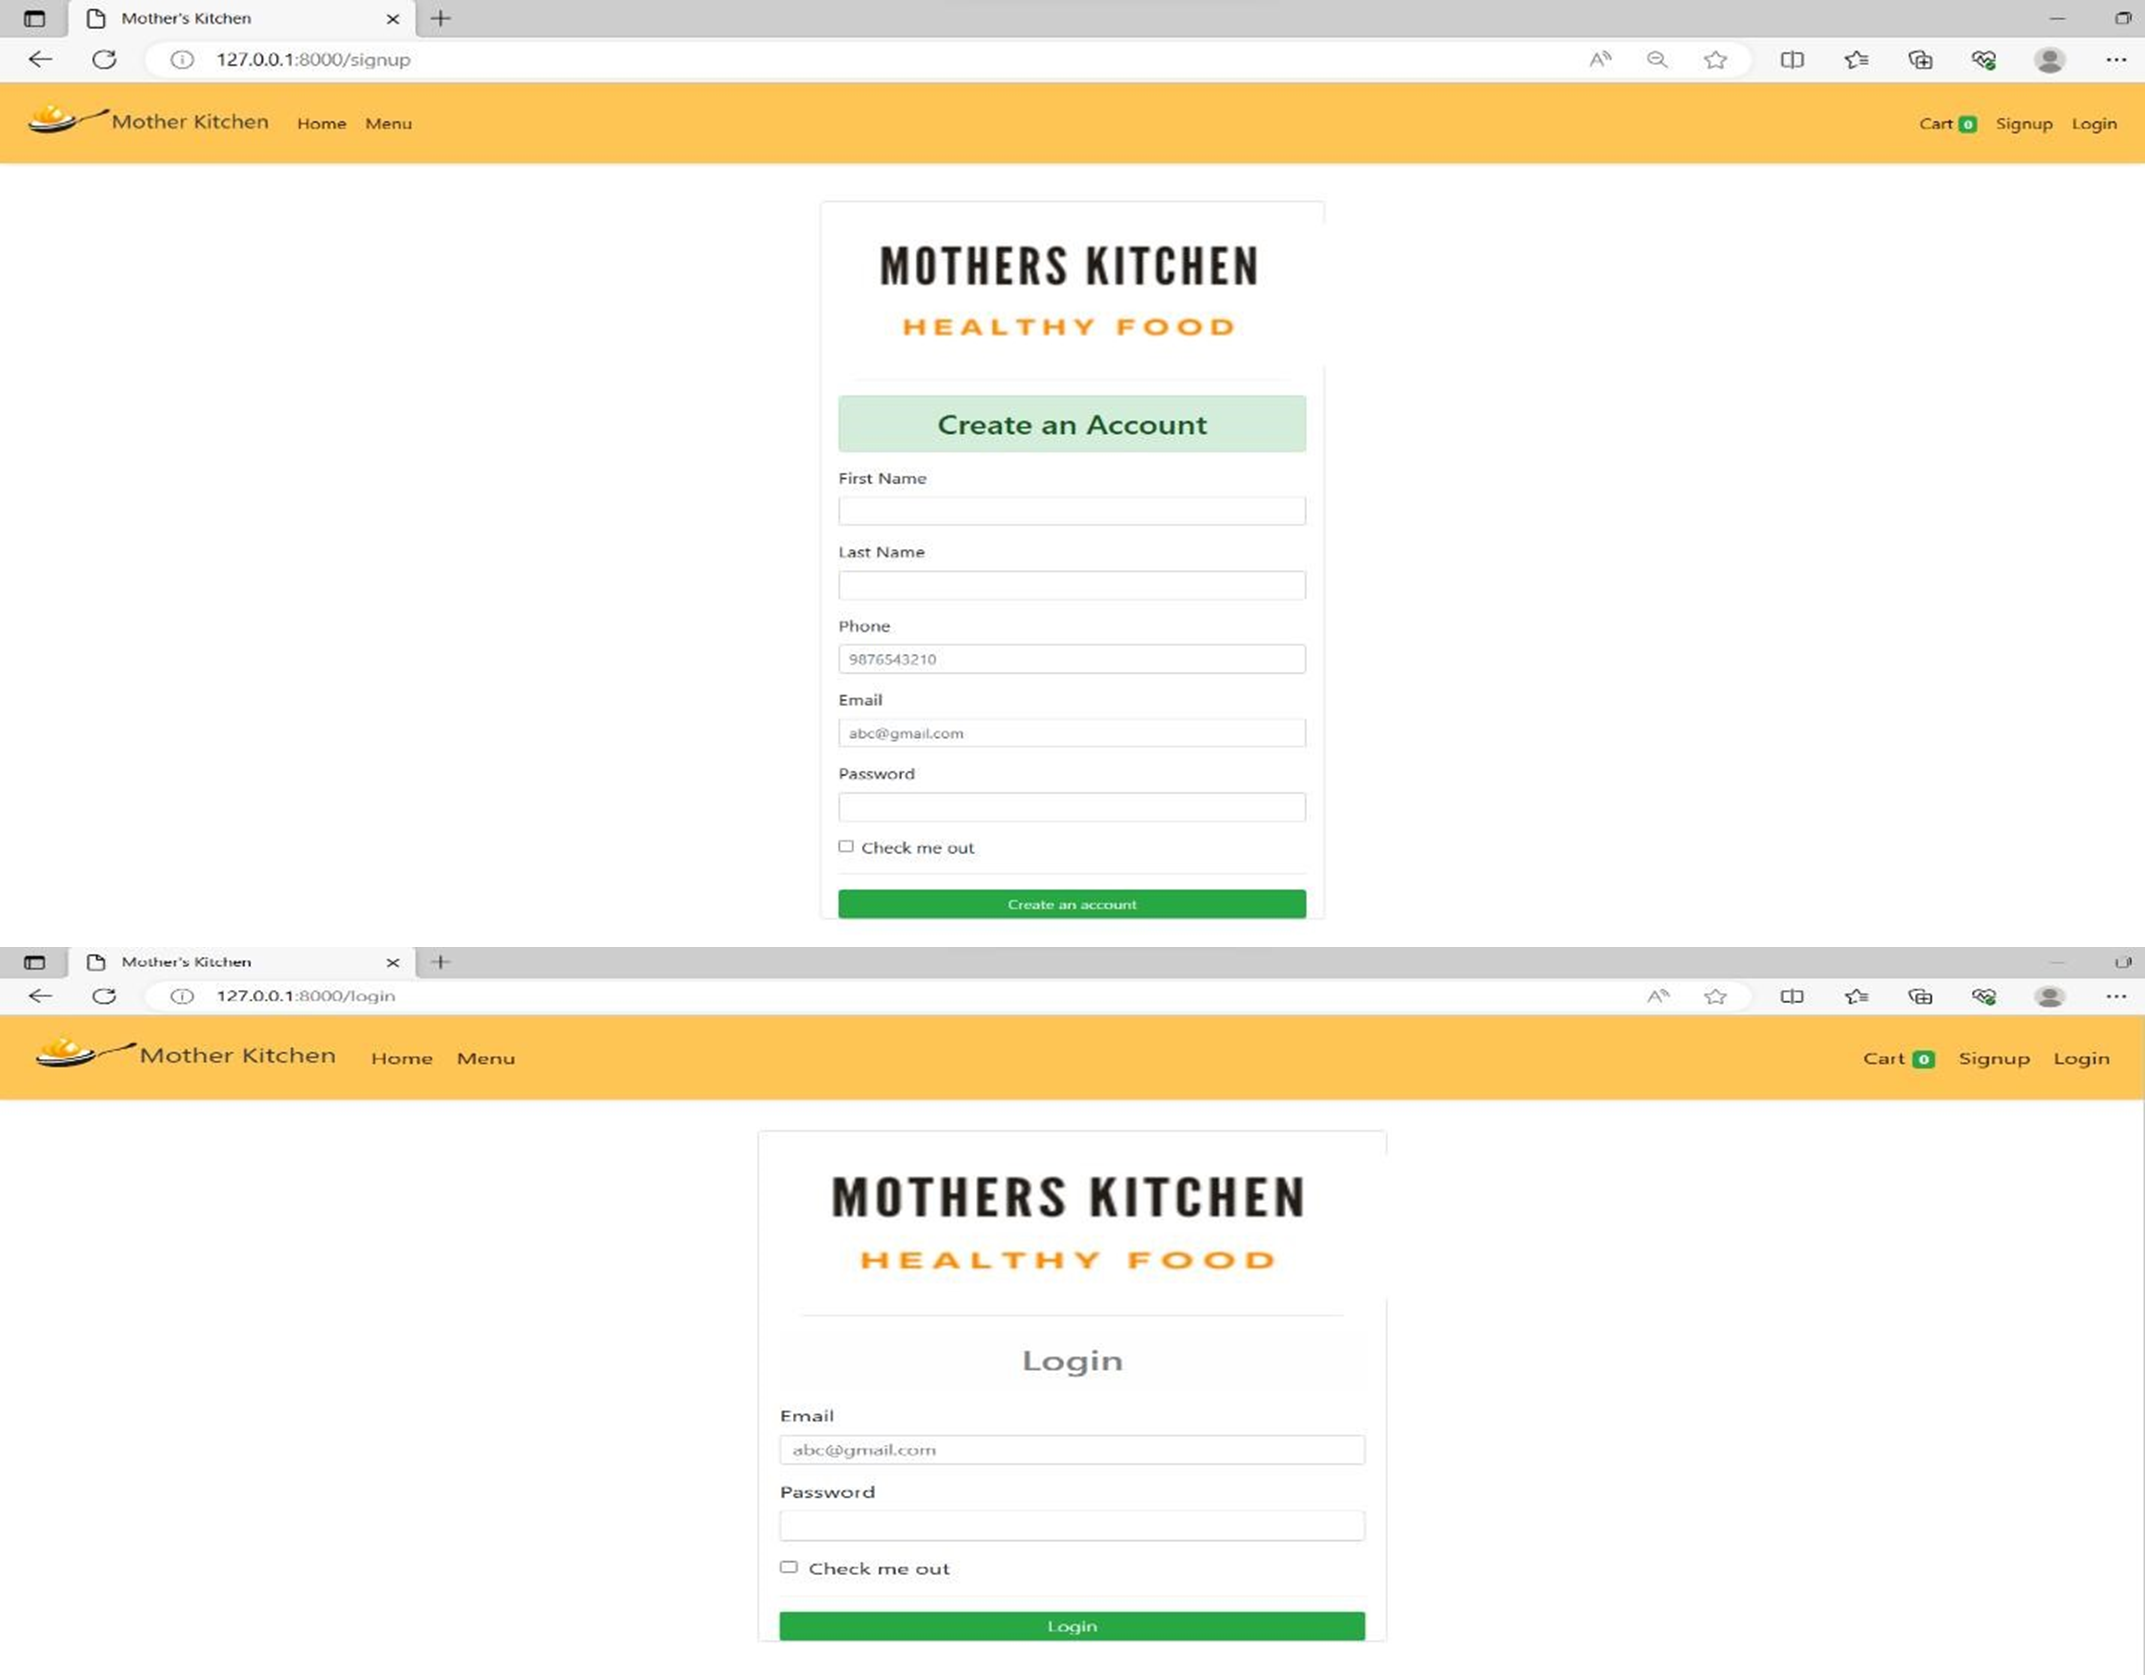 Mother's Kitchen
127.0.0.1:8000/signup
Mother Kitchen Home Menu Cart 0 Signup Login
MOTHERS KITCHEN
HEALTHY FOOD
Create an Account
First Name
Last Name
Phone
9876543210
Email
abc@gmail.com
Password
Check me out
Create an account
Mother's Kitchen
127.0.0.1:8000/login
Mother Kitchen Home Menu Cart 0 Signup Login
MOTHERS KITCHEN
HEALTHY FOOD
Login
Email
abc@gmail.com
Password
Check me out
Login